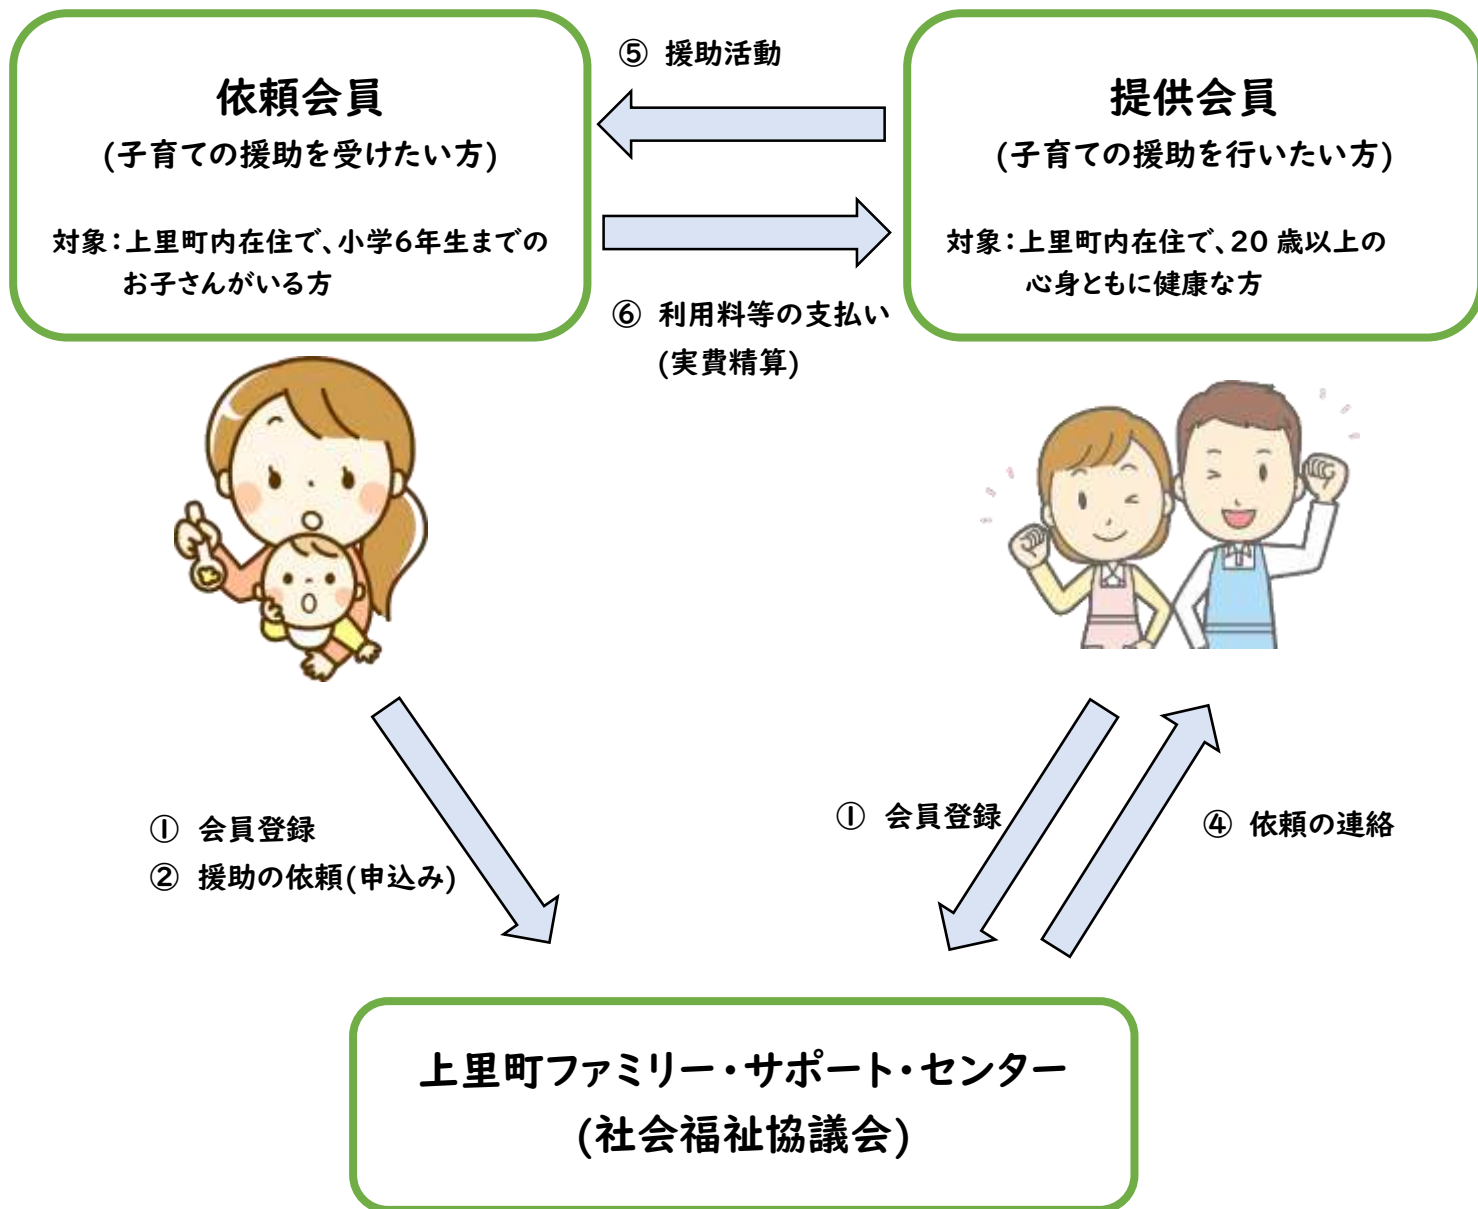 依頼会員
(子育ての援助を受けたい方)
対象：上里町内在住で、小学6年生までの
お子さんがいる方
⑤ 援助活動
⑥ 利用料等の支払い
(実費精算)
提供会員
(子育ての援助を行いたい方)
対象：上里町内在住で、20 歳以上の
心身ともに健康な方
① 会員登録
② 援助の依頼(申込み)
① 会員登録
④ 依頼の連絡
上里町ファミリー・サポート・センター
(社会福祉協議会)